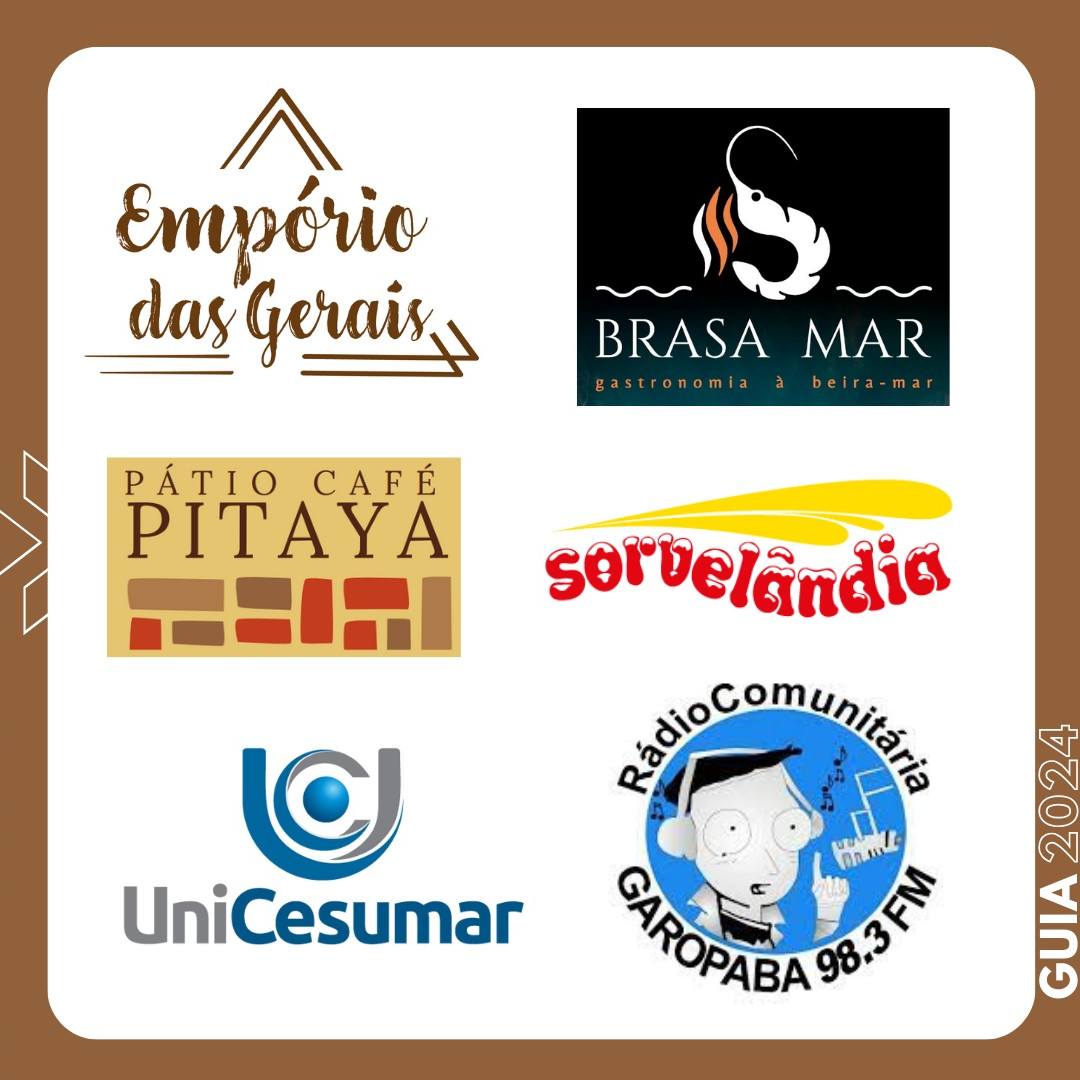 Empório
das Gerais
BRASA MAR
gastronomia à beira-mar
PÁTIO CAFÉ
PITAYA
sorvelândia
UniCesumar
RádioComunitária
GAROPABA 98.3 FM
GUIA 2024